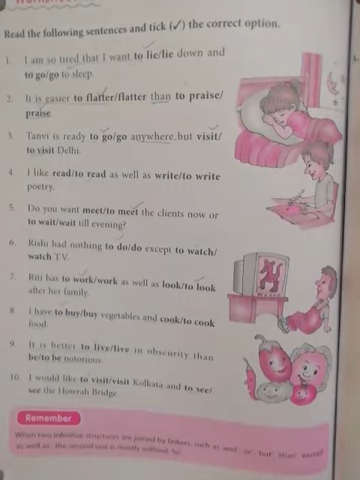 Read the following sentences and tick (✓) the correct option.
1. I am so tired that I want to lie/lie down and
to go/go to sleep.
2. It is easier to flatter/flatter than to praise/
praise.
3. Tanvi is ready to go/go anywhere, but visit/
to visit Delhi.
4. I like read/to read as well as write/to write
poetry.
5. Do you want meet/to meet the clients now or
to wait/wait till evening?
6. Rishi had nothing to do/do except to watch/
watch T.V.
7. Riti has to work/work as well as look/to look
after her family.
8. I have to buy/buy vegetables and cook/to cook
food.
9. It is better to live/live in obscurity than
be/to be notorious.
10. I would like to visit/visit Kolkata and to see/
see the Howrah Bridge.
Remember
When two infinitive structures are joined by linkers, such as 'and', 'or', 'but', 'than', 'except'
'as well as', the second one is mostly without 'to'.